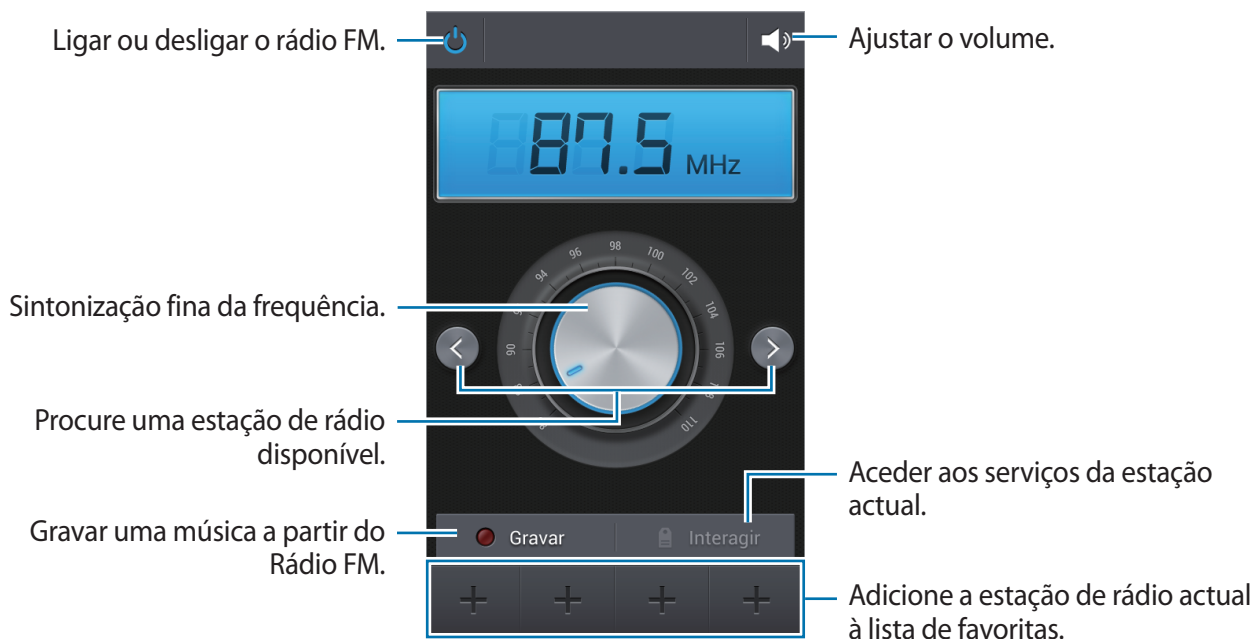 Ligar ou desligar o rádio FM.
Ajustar o volume.
87.5 MHz
94
96
98
100
102
104
106
90
110
Sintonização fina da frequência.
Procure uma estação de rádio
disponível.
Gravar uma música a partir do
Rádio FM.
Gravar
Interagir
Aceder aos serviços da estação
actual.
Adicione a estação de rádio actual
à lista de favoritas.